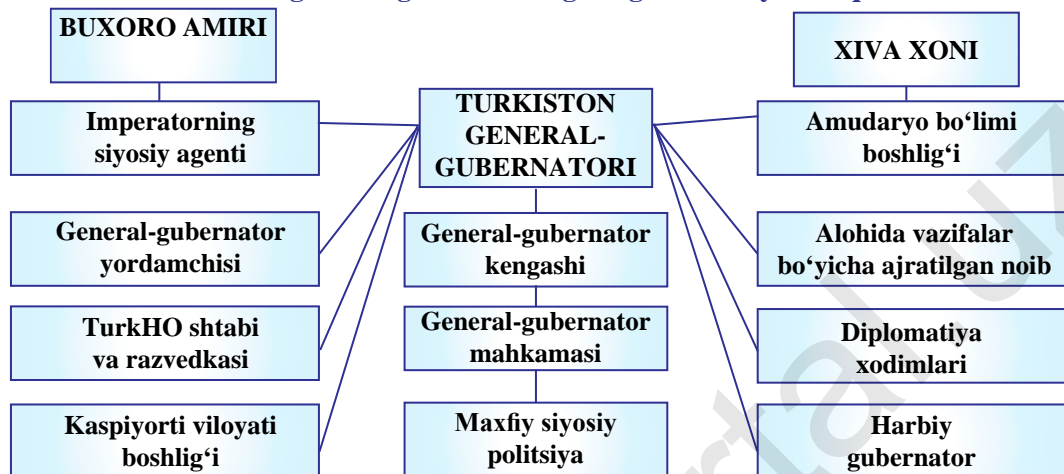 BUXORO AMIRI
XIVA XONI
Imperatorning
siyosiy agenti
TURKISTON
GENERAL-
GUBERNATORI
Amudaryo bo‘limi
boshlig‘i
General-gubernator
yordamchisi
General-gubernator
kengashi
Alohida vazifalar
bo‘yicha ajratilgan noib
TurkHO shtabi
va razvedkasi
General-gubernator
mahkamasi
Diplomatiya
xodimlari
Kaspiyorti viloyati
boshlig‘i
Maxfiy siyosiy
politsiya
Harbiy
gubernator